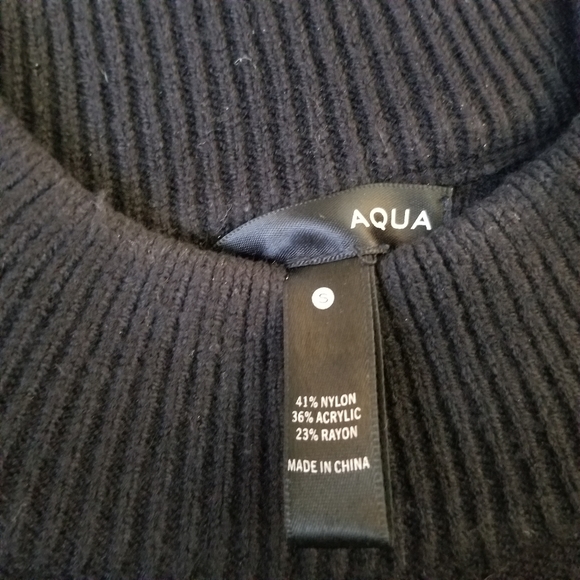 AQUA
S
41% NYLON
36% ACRYLIC
23% RAYON
MADE IN CHINA